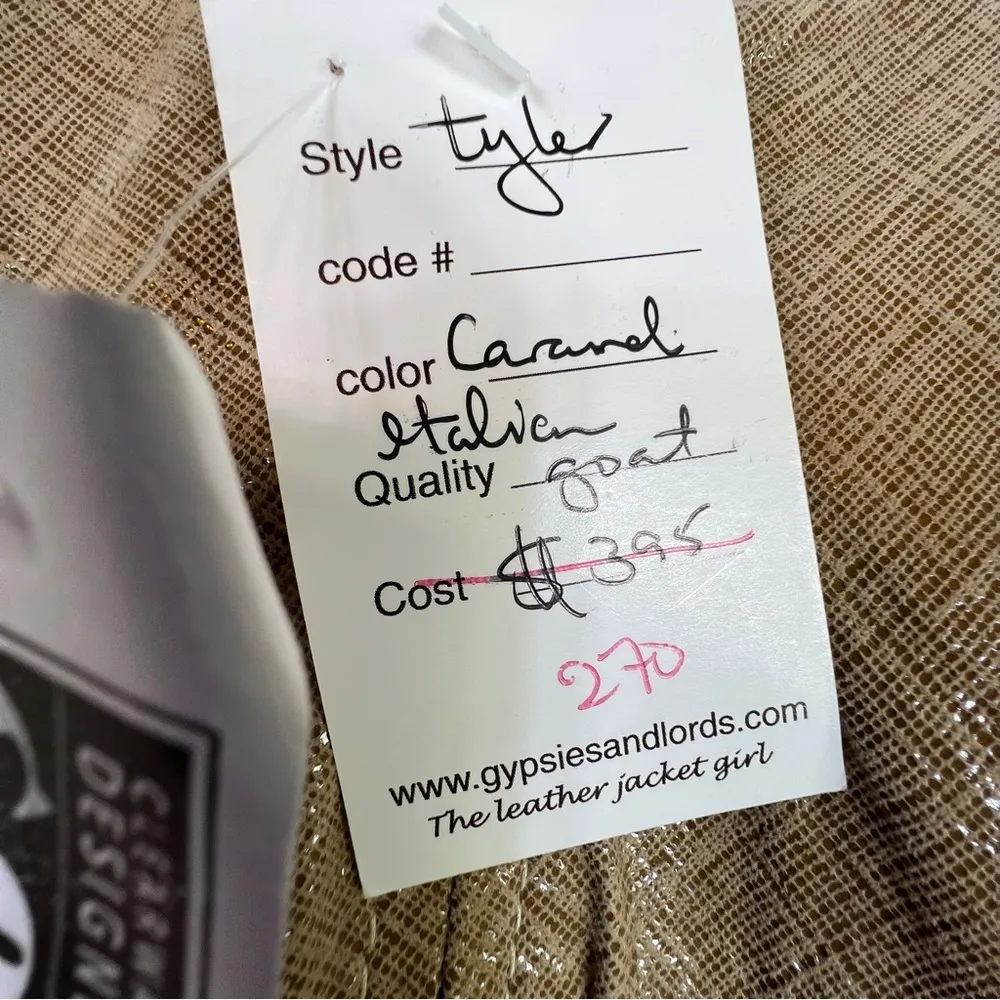 Style tyler
code #
color Caramel
Italian
Quality goat
Cost $395
270
www.gypsiesandlords.com
The leather jacket girl
DESIGN